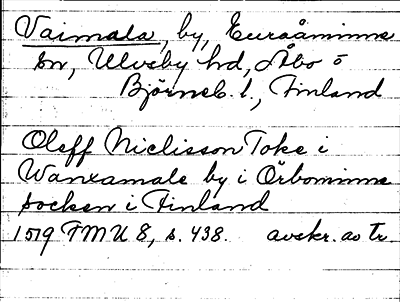 Vaimala, by, Euraåminne
sn, Ulvsby hd, Åbo o
Björneb. l., Finland
Oleff Niclisson Toke i
Wanxamale by i Örbominne
socken i Finland
1519 FMU 8, s. 438. avskr. av Tr.